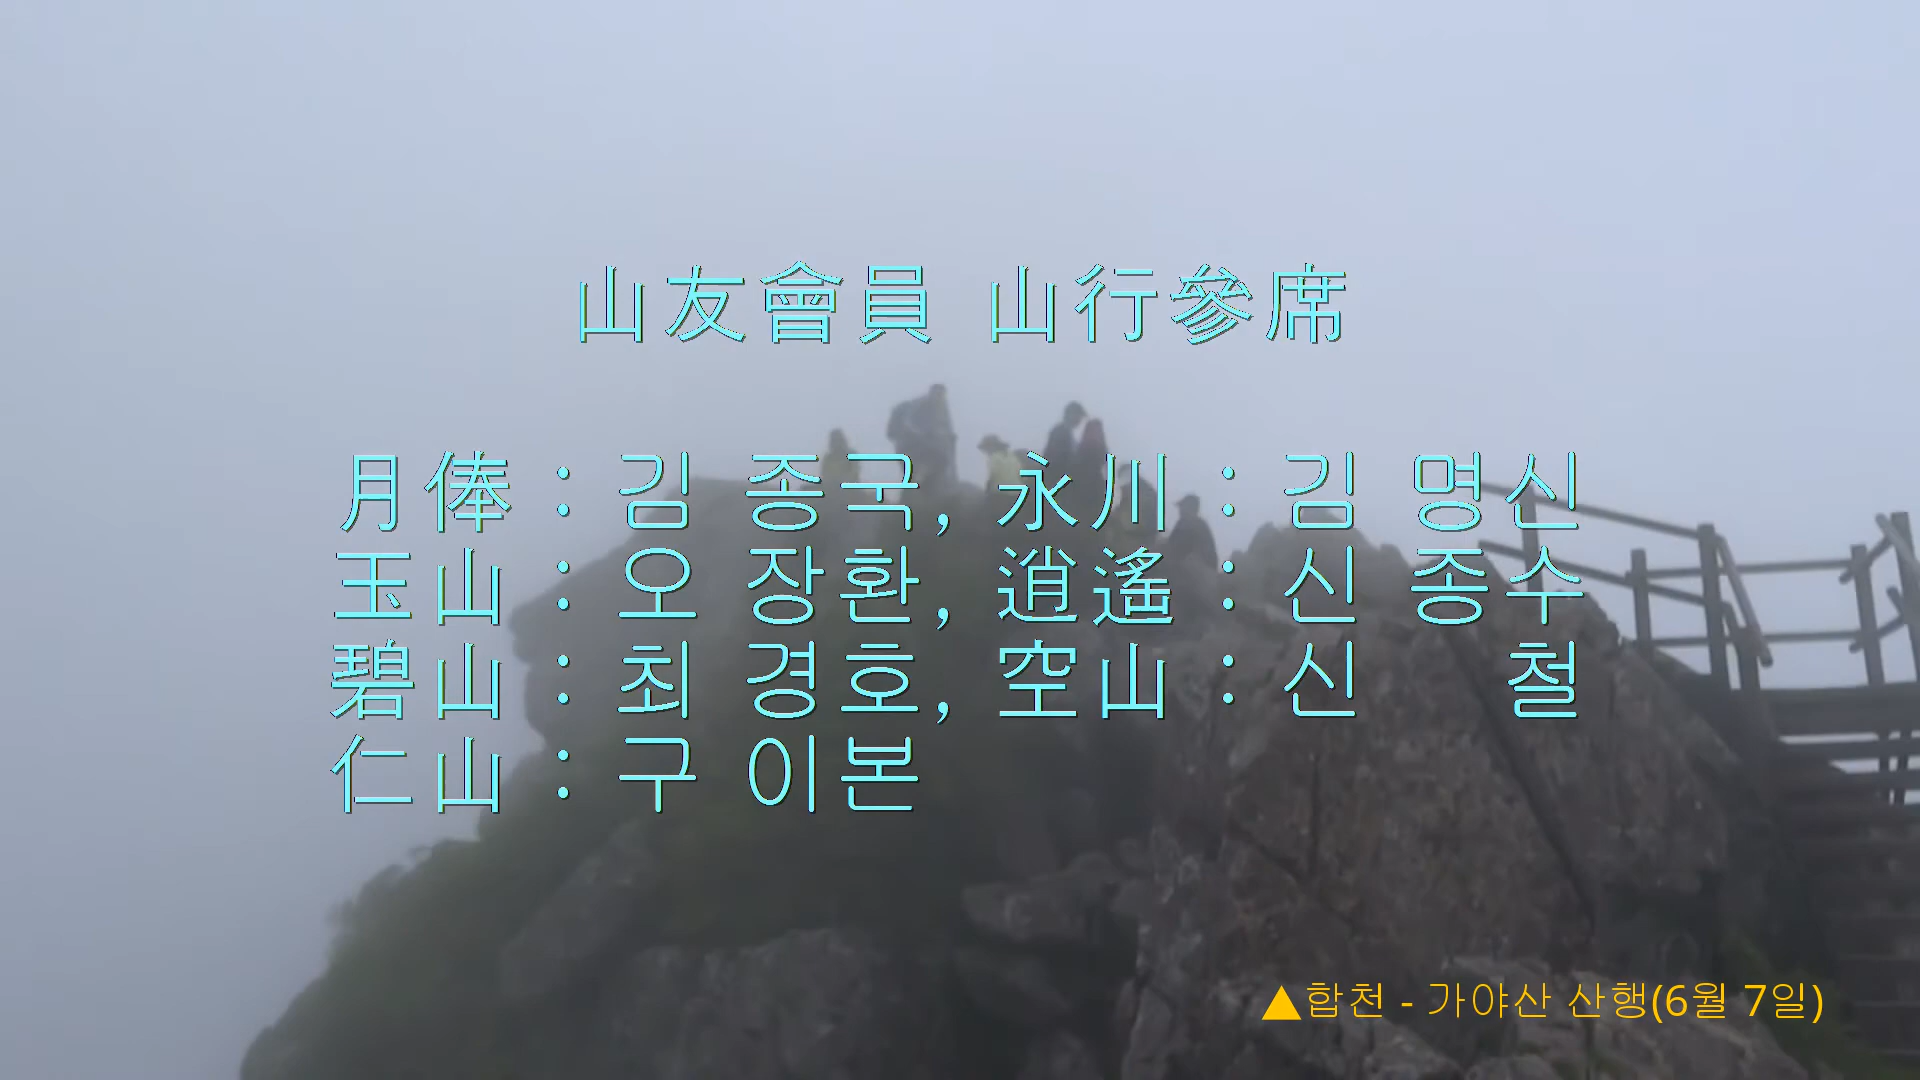 山友會員 山行參席
月俸 : 김 종국, 永川 : 김 명신
玉山 : 오 장환, 逍遙 : 신 종수
碧山 : 최 경호, 空山 : 신 철
仁山 : 구 이본
▲합천 - 가야산 산행(6월 7일)